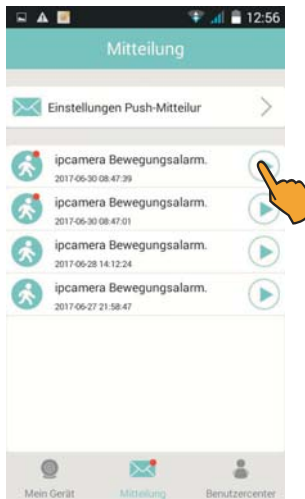 12:56
Mitteilung
Einstellungen Push-Mitteilur
ipcamera Bewegungsalarm.
2017-06-30 08:47:39
ipcamera Bewegungsalarm.
2017-06-30 08:47:01
ipcamera Bewegungsalarm.
2017-06-28 14:12:24
ipcamera Bewegungsalarm.
2017-06-27 21:58:47
Mein Gerät Mitteilung Benutzercenter